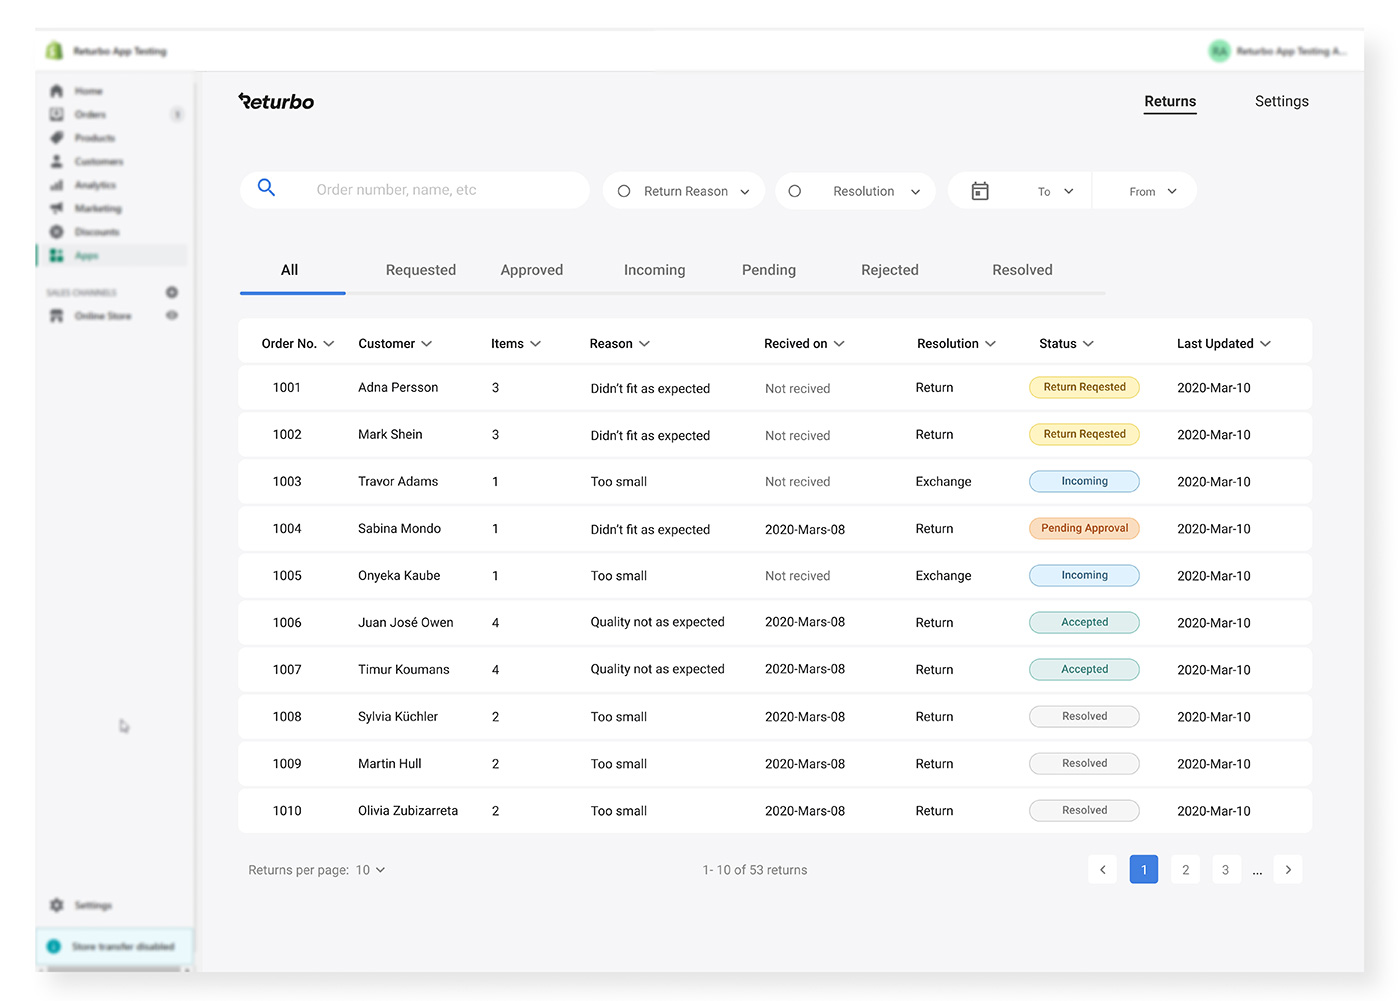 Returbo App Testing
RA Returbo App Testing A...
Home
Orders
Products
Customers
Analytics
Marketing
Discounts
Apps
SALES CHANNELS
Online Store
Settings
Store transfer disabled
Returbo
Returns Settings
Order number, name, etc Return Reason Resolution To From
All Requested Approved Incoming Pending Rejected Resolved
Order No. Customer Items Reason Recived on Resolution Status Last Updated
1001 Adna Persson 3 Didn’t fit as expected Not recived Return Return Reqested 2020-Mar-10
1002 Mark Shein 3 Didn’t fit as expected Not recived Return Return Reqested 2020-Mar-10
1003 Travor Adams 1 Too small Not recived Exchange Incoming 2020-Mar-10
1004 Sabina Mondo 1 Didn’t fit as expected 2020-Mars-08 Return Pending Approval 2020-Mar-10
1005 Onyeka Kaube 1 Too small Not recived Exchange Incoming 2020-Mar-10
1006 Juan José Owen 4 Quality not as expected 2020-Mars-08 Return Accepted 2020-Mar-10
1007 Timur Koumans 4 Quality not as expected 2020-Mars-08 Return Accepted 2020-Mar-10
1008 Sylvia Küchler 2 Too small 2020-Mars-08 Return Resolved 2020-Mar-10
1009 Martin Hull 2 Too small 2020-Mars-08 Return Resolved 2020-Mar-10
1010 Olivia Zubizarreta 2 Too small 2020-Mars-08 Return Resolved 2020-Mar-10
Returns per page: 10 1- 10 of 53 returns < 1 2 3 ... >